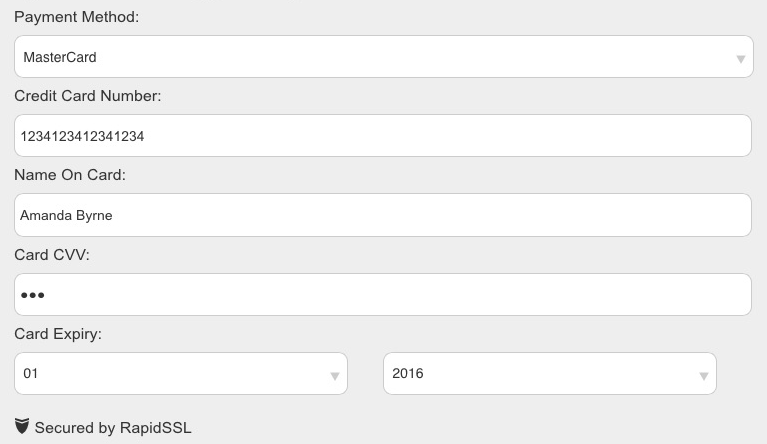 Payment Method:
MasterCard
Credit Card Number:
1234123412341234
Name On Card:
Amanda Byrne
Card CVV:
•••
Card Expiry:
01 2016
Secured by RapidSSL